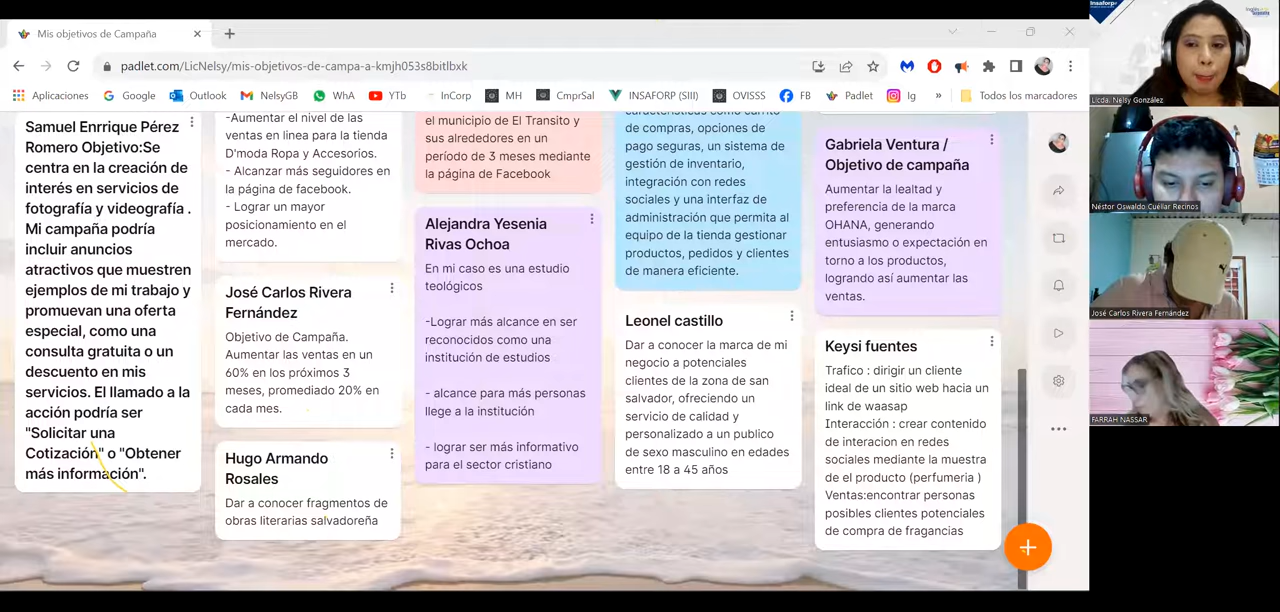 Mis objetivos de Campaña
padlet.com/LicNelsy/mis-objetivos-de-campa-a-kmjh053s8bitlbxk
Aplicaciones
Google
Outlook
NelsyGB
WhA
YTb
InCorp
MH
CmprSal
INSAFORP (SIII)
OVISSS
FB
Padlet
Ig
»
Todos los marcadores
Samuel Enrrique Pérez
Romero Objetivo:Se
centra en la creación de
interés en servicios de
fotografía y videografía .
Mi campaña podría
incluir anuncios
atractivos que muestren
ejemplos de mi trabajo y
promuevan una oferta
especial, como una
consulta gratuita o un
descuento en mis
servicios. El llamado a la
acción podría ser
"Solicitar una
Cotización" o "Obtener
más información".
-Aumentar el nivel de las
ventas en linea para la tienda
D'moda Ropa y Accesorios.
- Alcanzar más seguidores en
la página de facebook.
- Lograr un mayor
posicionamiento en el
mercado.
José Carlos Rivera
Fernández
Objetivo de Campaña.
Aumentar las ventas en un
60% en los próximos 3
meses, promediado 20% en
cada mes.
Hugo Armando
Rosales
Dar a conocer fragmentos de
obras literarias salvadoreña
el municipio de El Transito y
sus alrededores en un
período de 3 meses mediante
la página de Facebook
Alejandra Yesenia
Rivas Ochoa
En mi caso es una estudio
teológicos
-Lograr más alcance en ser
reconocidos como una
institución de estudios
- alcance para más personas
llege a la institución
- lograr ser más informativo
para el sector cristiano
características como carrito
de compras, opciones de
pago seguras, un sistema de
gestión de inventario,
integración con redes
sociales y una interfaz de
administración que permita al
equipo de la tienda gestionar
productos, pedidos y clientes
de manera eficiente.
Leonel castillo
Dar a conocer la marca de mi
negocio a potenciales
clientes de la zona de san
salvador, ofreciendo un
servicio de calidad y
personalizado a un publico
de sexo masculino en edades
entre 18 a 45 años
Gabriela Ventura /
Objetivo de campaña
Aumentar la lealtad y
preferencia de la marca
OHANA, generando
entusiasmo o expectación en
torno a los productos,
logrando así aumentar las
ventas.
Keysi fuentes
Trafico : dirigir un cliente
ideal de un sitio web hacia un
link de waasap
Interacción : crear contenido
de interacion en redes
sociales mediante la muestra
de el producto (perfumeria )
Ventas:encontrar personas
posibles clientes potenciales
de compra de fragancias
Insaforp
Licda. Nelsy González
Néstor Oswaldo Cuéllar Recinos
José Carlos Rivera Fernández
FARRAH NASSAR